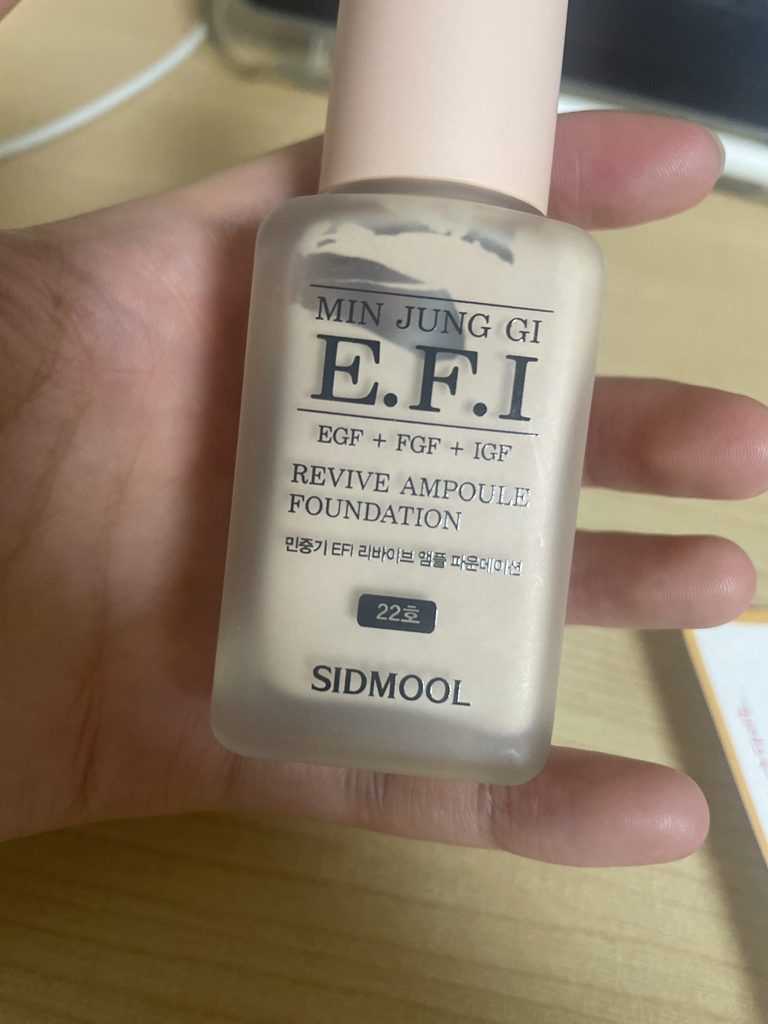 MIN JUNG GI
E.F.I
EGF + FGF + IGF
REVIVE AMPOULE
FOUNDATION
민중기 EFI 리바이브 앰플 파운데이션
22호
SIDMOOL